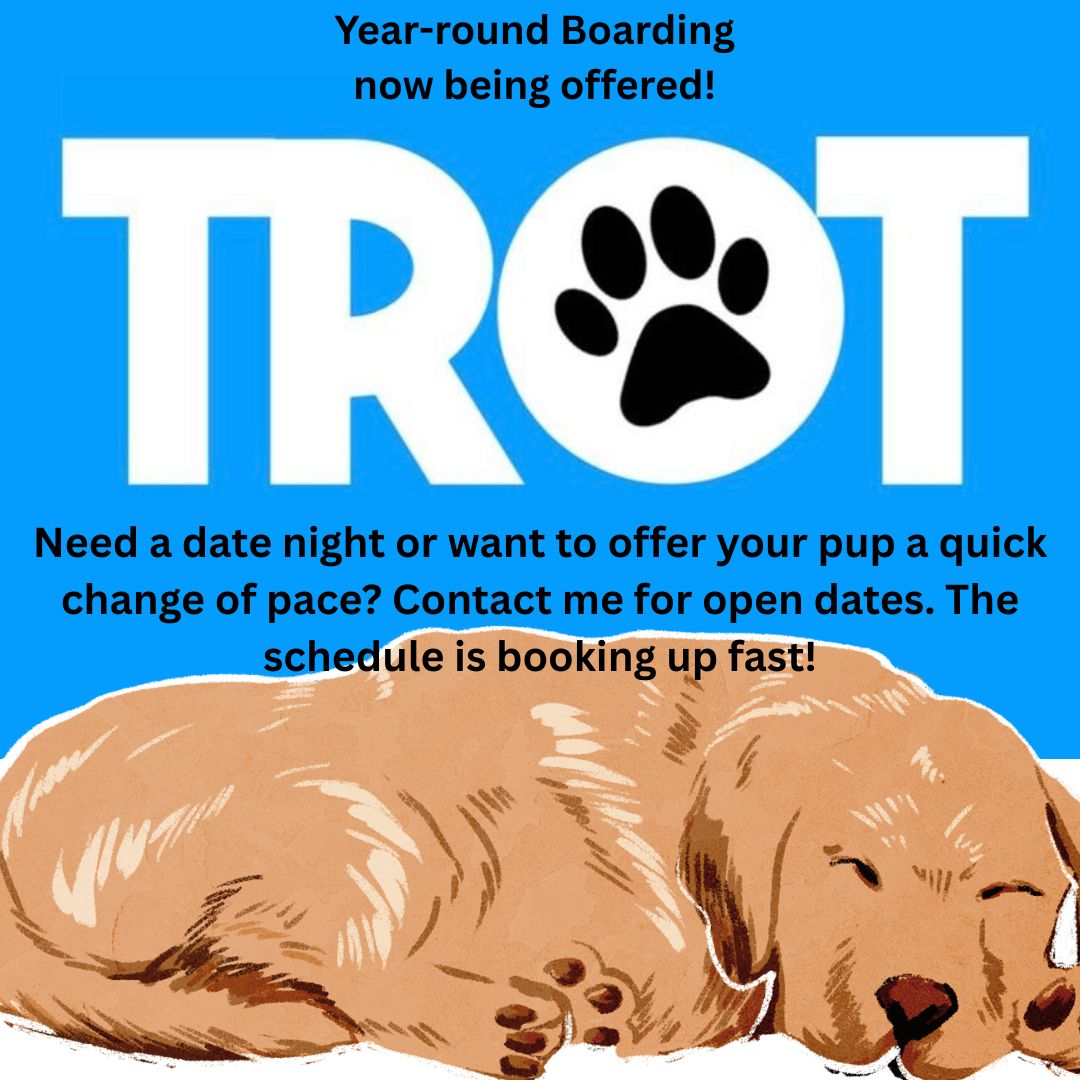 Year-round Boarding
now being offered!
TROT
Need a date night or want to offer your pup a quick
change of pace? Contact me for open dates. The
schedule is booking up fast!